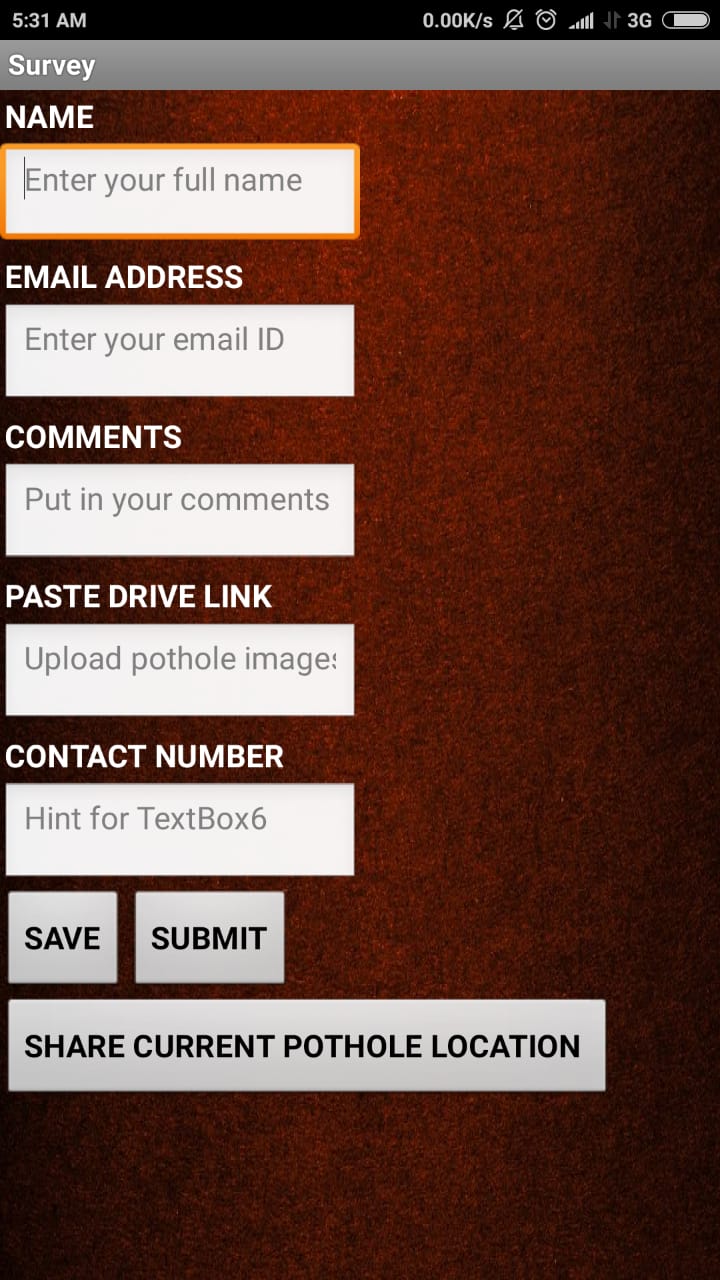 5:31 AM 0.00K/s 3G
Survey
NAME
Enter your full name
EMAIL ADDRESS
Enter your email ID
COMMENTS
Put in your comments
PASTE DRIVE LINK
Upload pothole images
CONTACT NUMBER
Hint for TextBox6
SAVE SUBMIT
SHARE CURRENT POTHOLE LOCATION